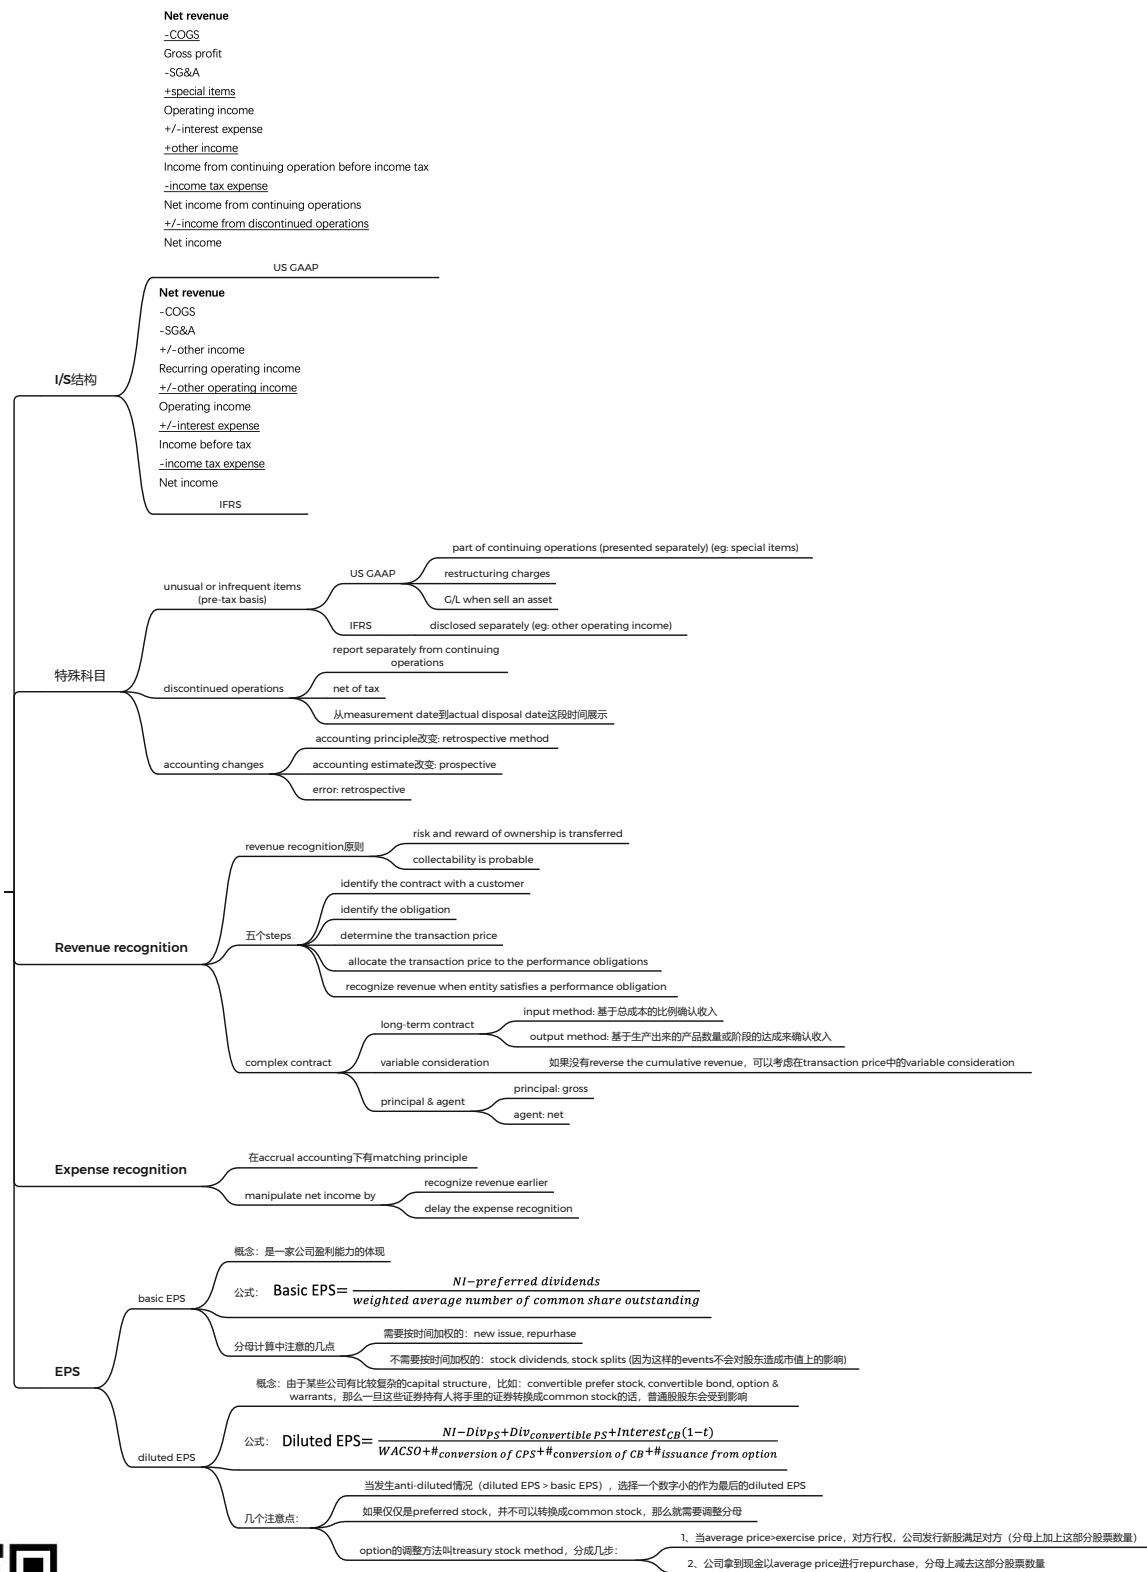 Net revenue
-COGS
Gross profit
-SG&A
+special items
Operating income
+/-interest expense
+other income
Income from continuing operation before income tax
-income tax expense
Net income from continuing operations
+/-income from discontinued operations
Net income
US GAAP
Net revenue
-COGS
-SG&A
+/-other income
Recurring operating income
+/-other operating income
Operating income
+/-interest expense
Income before tax
-income tax expense
Net income
IFRS
I/S结构
特殊科目
unusual or infrequent items
(pre-tax basis)
US GAAP
part of continuing operations (presented separately) (eg: special items)
restructuring charges
G/L when sell an asset
IFRS
disclosed separately (eg: other operating income)
discontinued operations
report separately from continuing
operations
net of tax
从measurement date到actual disposal date这段时间展示
accounting changes
accounting principle改变: retrospective method
accounting estimate改变: prospective
error: retrospective
Revenue recognition
revenue recognition原则
risk and reward of ownership is transferred
collectability is probable
五个steps
identify the contract with a customer
identify the obligation
determine the transaction price
allocate the transaction price to the performance obligations
recognize revenue when entity satisfies a performance obligation
complex contract
long-term contract
input method: 基于总成本的比例确认收入
output method: 基于生产出来的产品数量或阶段的达成来确认收入
variable consideration
如果没有reverse the cumulative revenue，可以考虑在transaction price中的variable consideration
principal & agent
principal: gross
agent: net
Expense recognition
在accrual accounting下有matching principle
manipulate net income by
recognize revenue earlier
delay the expense recognition
EPS
basic EPS
概念：是一家公司盈利能力的体现
公式： Basic EPS= NI−preferred dividends
weighted average number of common share outstanding
分母计算中注意的几点
需要按时间加权的：new issue, repurhase
不需要按时间加权的：stock dividends, stock splits (因为这样的events不会对股东造成市值上的影响)
diluted EPS
概念：由于某些公司有比较复杂的capital structure，比如：convertible prefer stock, convertible bond, option &
warrants，那么一旦这些证券持有人将手里的证券转换成common stock的话，普通股股东会受到影响
公式： Diluted EPS= NI−Div PS+Div convertible PS+Interest CB(1−t)
WACSO+# conversion of CPS+# conversion of CB+# issuance from option
几个注意点：
当发生anti-diluted情况（diluted EPS > basic EPS），选择一个数字小的作为最后的diluted EPS
如果仅仅是preferred stock，并不可以转换成common stock，那么就需要调整分母
option的调整方法叫treasury stock method，分成几步：
1、当average price>exercise price，对方行权，公司发行新股满足对方（分母上加上这部分股票数量）
2、公司拿到现金以average price进行repurchase，分母上减去这部分股票数量